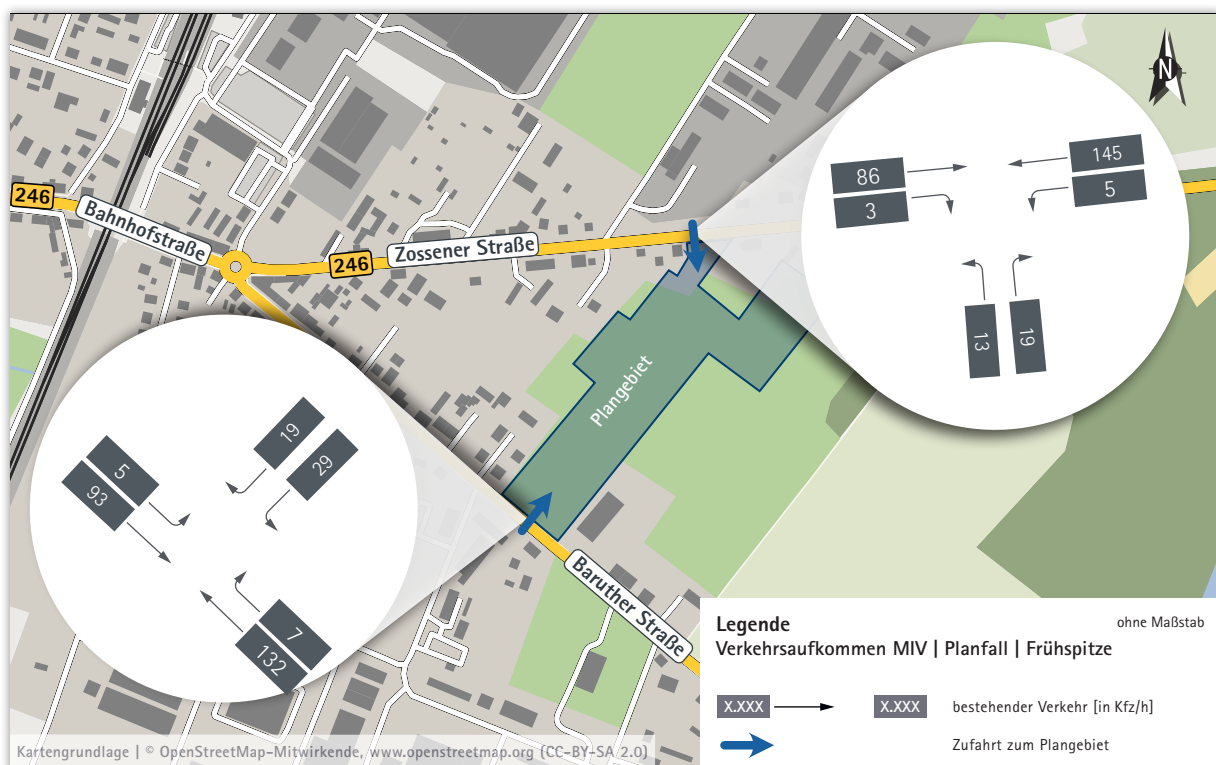 N
246
Bahnhofstraße
246
Zossener Straße
86
3
145
5
13
19
Plangebiet
5
93
19
29
7
132
Baruther Straße
Legende
ohne Maßstab
Verkehrsaufkommen MIV | Planfall | Frühspitze
X.XXX
X.XXX
bestehender Verkehr [in Kfz/h]
Zufahrt zum Plangebiet
Kartengrundlage | © OpenStreetMap-Mitwirkende, www.openstreetmap.org (CC-BY-SA 2.0)